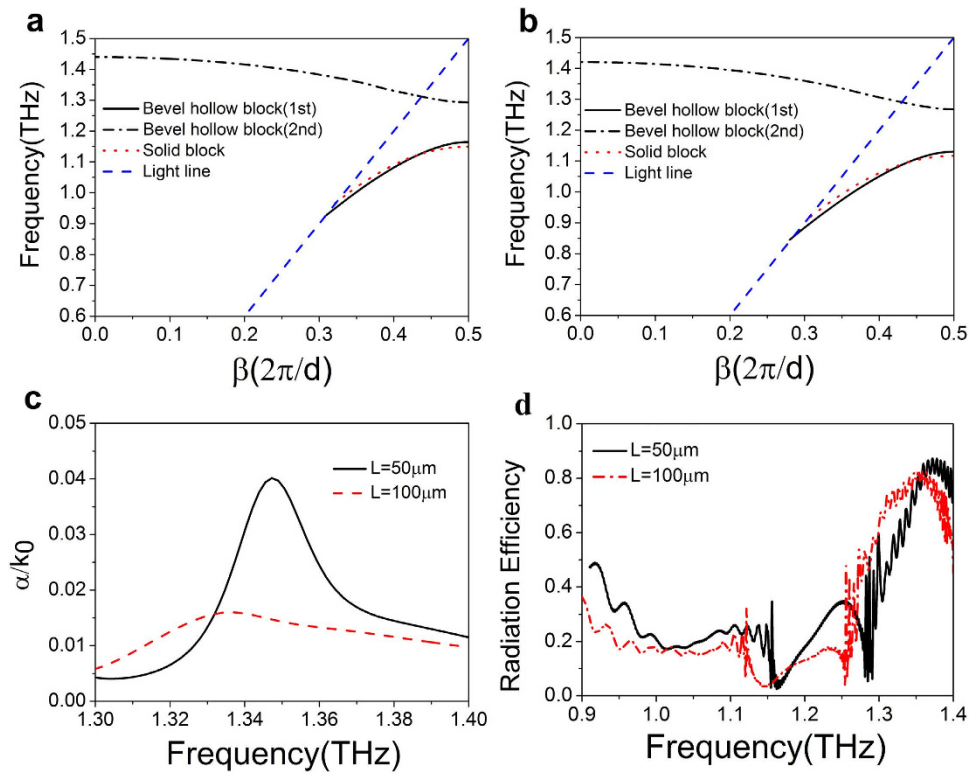 a
1.5
1.4
1.3
1.2
1.1
1.0
0.9
0.8
0.7
0.6
Frequency(THz)
Bevel hollow block(1st)
Bevel hollow block(2nd)
Solid block
Light line
0.0 0.1 0.2 0.3 0.4 0.5
β(2π/d)
b
1.5
1.4
1.3
1.2
1.1
1.0
0.9
0.8
0.7
0.6
Frequency(THz)
Bevel hollow block(1st)
Bevel hollow block(2nd)
Solid block
Light line
0.0 0.1 0.2 0.3 0.4 0.5
β(2π/d)
c
0.05
0.04
0.03
0.02
0.01
0.00
α/k0
L=50μm
L=100μm
1.30 1.32 1.34 1.36 1.38 1.40
Frequency(THz)
d
1.0
0.8
0.6
0.4
0.2
0.0
Radiation Efficiency
L=50μm
L=100μm
0.9 1.0 1.1 1.2 1.3 1.4
Frequency(THz)